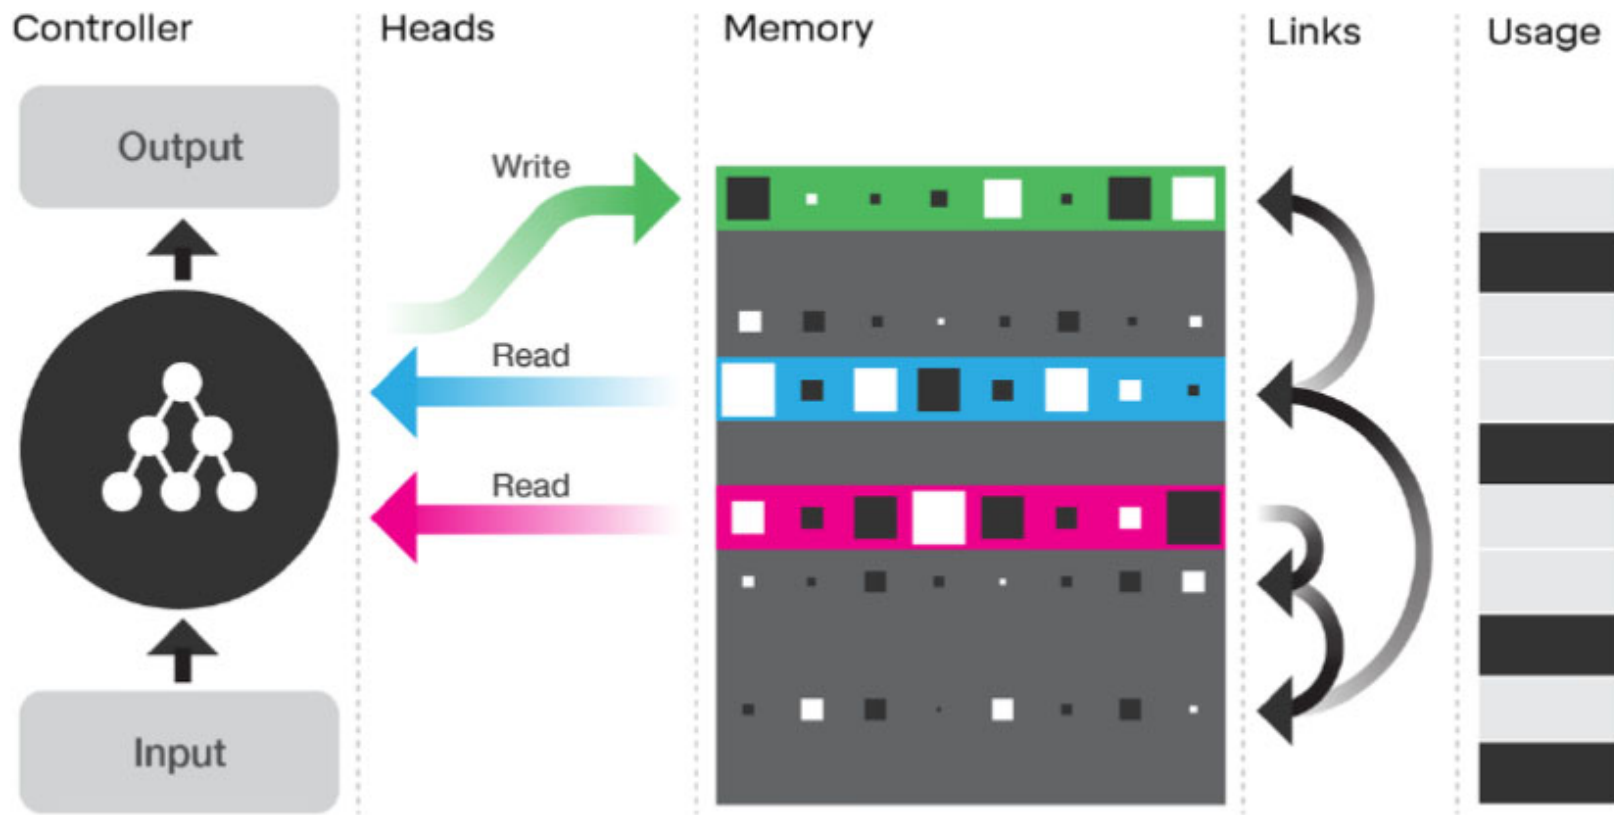 Controller
Heads
Memory
Links
Usage
Output
Write
Read
Read
Input